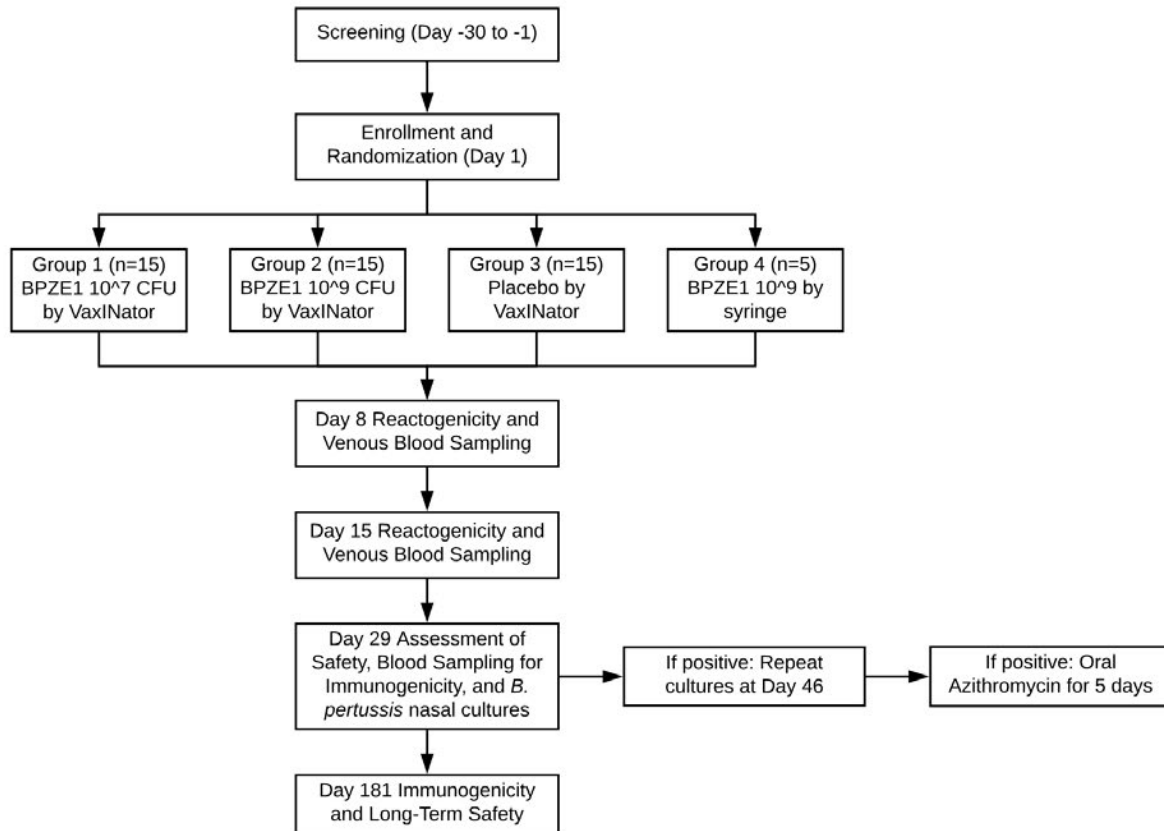 Screening (Day -30 to -1)
Enrollment and
Randomization (Day 1)
Group 1 (n=15)
BPZE1 10^7 CFU
by VaxINator
Group 2 (n=15)
BPZE1 10^9 CFU
by VaxINator
Group 3 (n=15)
Placebo by
VaxINator
Group 4 (n=5)
BPZE1 10^9 by
syringe
Day 8 Reactogenicity and
Venous Blood Sampling
Day 15 Reactogenicity and
Venous Blood Sampling
Day 29 Assessment of
Safety, Blood Sampling for
Immunogenicity, and B.
pertussis nasal cultures
If positive: Repeat
cultures at Day 46
If positive: Oral
Azithromycin for 5 days
Day 181 Immunogenicity
and Long-Term Safety